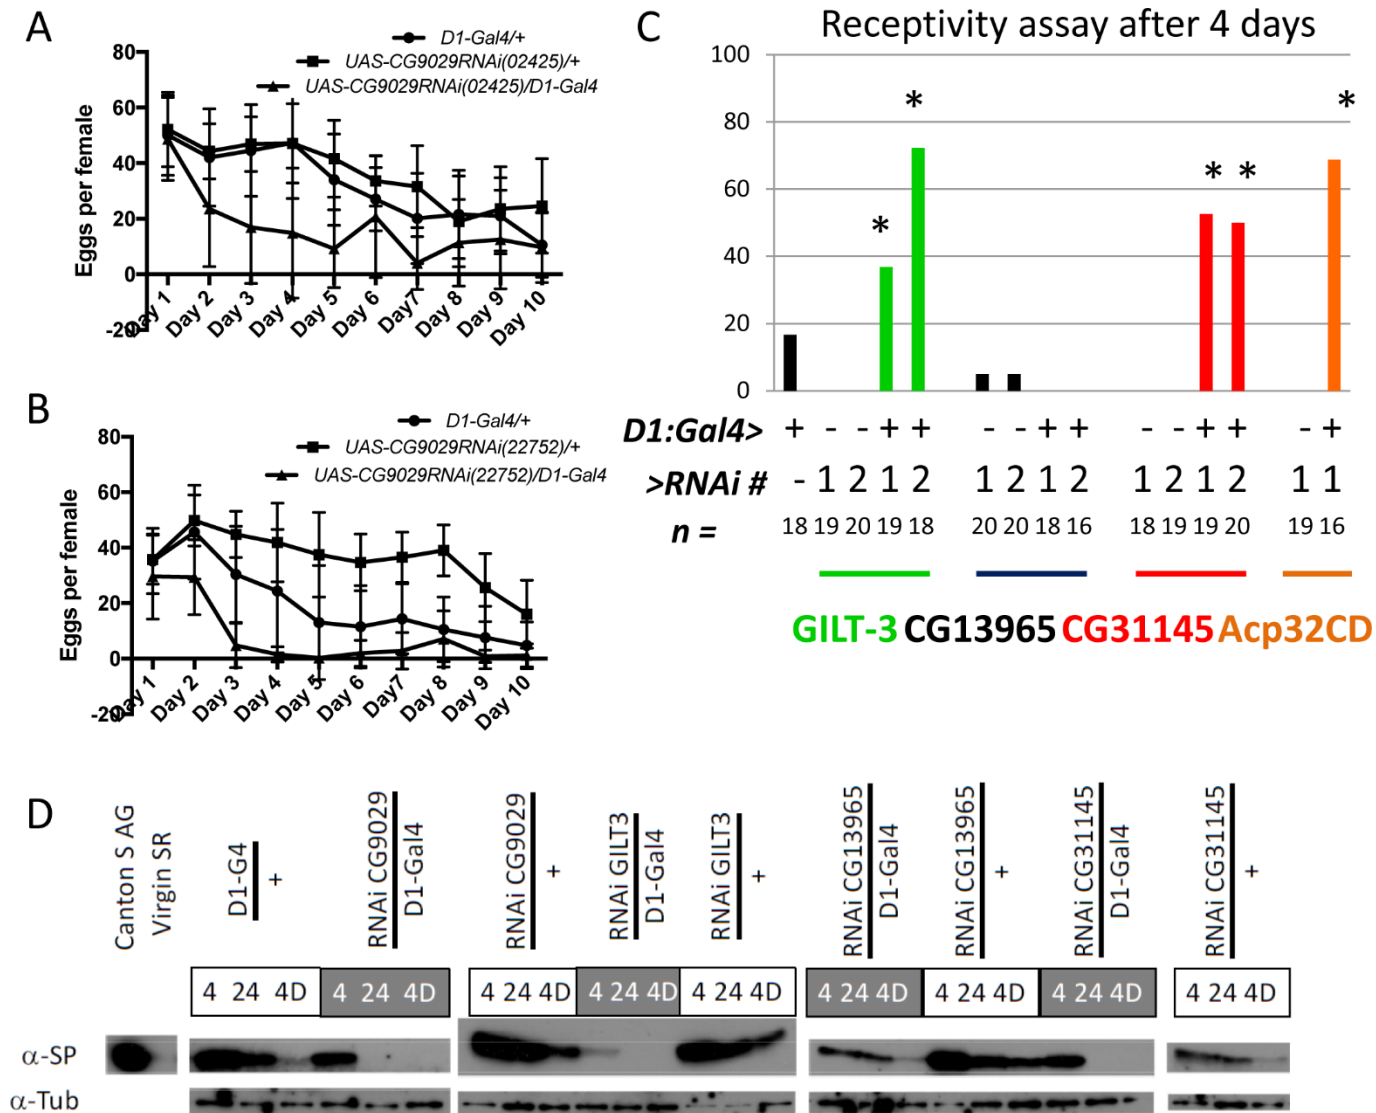 A
D1-Gal4/+
UAS-CG9029RNAi(02425)/+
UAS-CG9029RNAi(02425)/D1-Gal4
Eggs per female
80
60
40
20
0
-20
Day 1 Day 2 Day 3 Day 4 Day 5 Day 6 Day7 Day 8 Day 9 Day 10
B
D1-Gal4/+
UAS-CG9029RNAi(22752)/+
UAS-CG9029RNAi(22752)/D1-Gal4
Eggs per female
80
60
40
20
0
-20
Day 1 Day 2 Day 3 Day 4 Day 5 Day 6 Day7 Day 8 Day 9 Day 10
C
Receptivity assay after 4 days
100
80
60
40
20
0
* * * * *
D1:Gal4> + - - + + - - + + - - + + - +
>RNAi # - 1 2 1 2 1 2 1 2 1 2 1 2 1 1
n = 18 19 20 19 18 20 20 18 16 18 19 19 20 19 16
GILT-3 CG13965 CG31145 Acp32CD
D
Canton S AG
Virgin SR
D1-G4
+
RNAi CG9029
D1-Gal4
RNAi CG9029
+
RNAi GILT3
D1-Gal4
RNAi GILT3
+
RNAi CG13965
D1-Gal4
RNAi CG13965
+
RNAi CG31145
D1-Gal4
RNAi CG31145
+
4 24 4D 4 24 4D 4 24 4D 4 24 4D 4 24 4D 4 24 4D 4 24 4D 4 24 4D 4 24 4D
α-SP
α-Tub